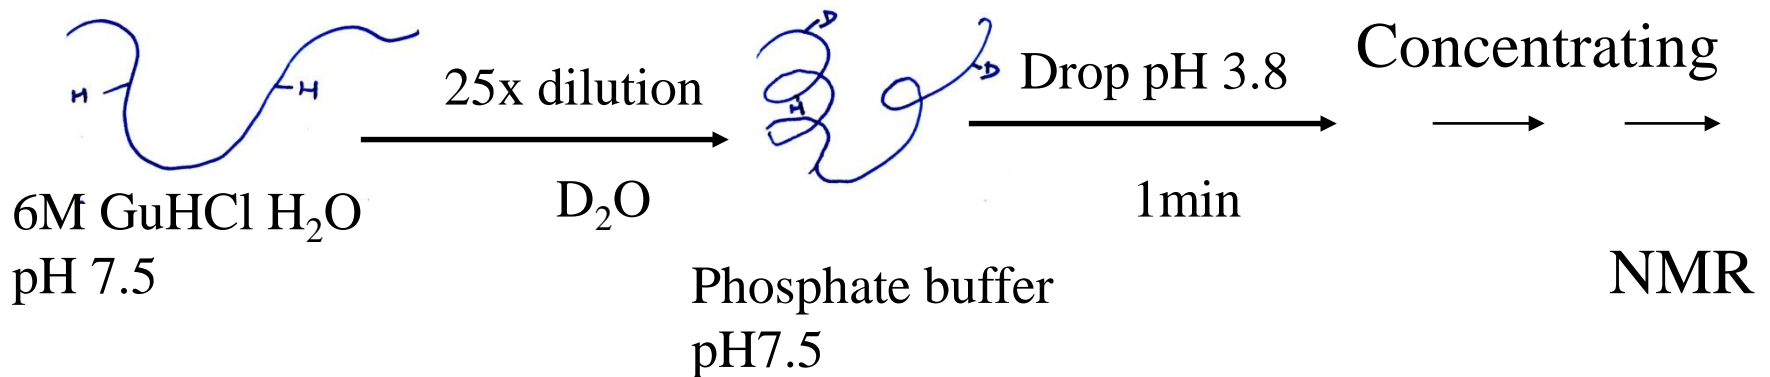 H
H
6M GuHCl H₂O
pH 7.5
25x dilution
D₂O
D
H
D
Phosphate buffer
pH7.5
Drop pH 3.8
1min
Concentrating
NMR